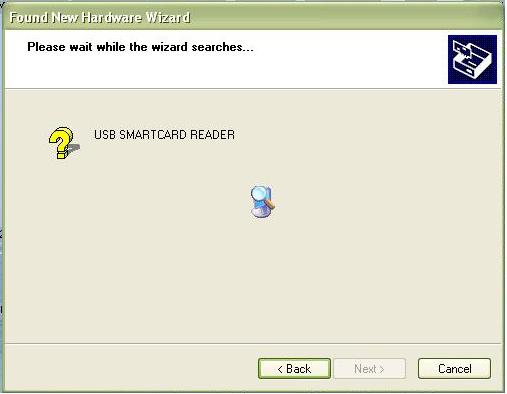 Found New Hardware Wizard
Please wait while the wizard searches...
USB SMARTCARD READER
< Back
Next >
Cancel